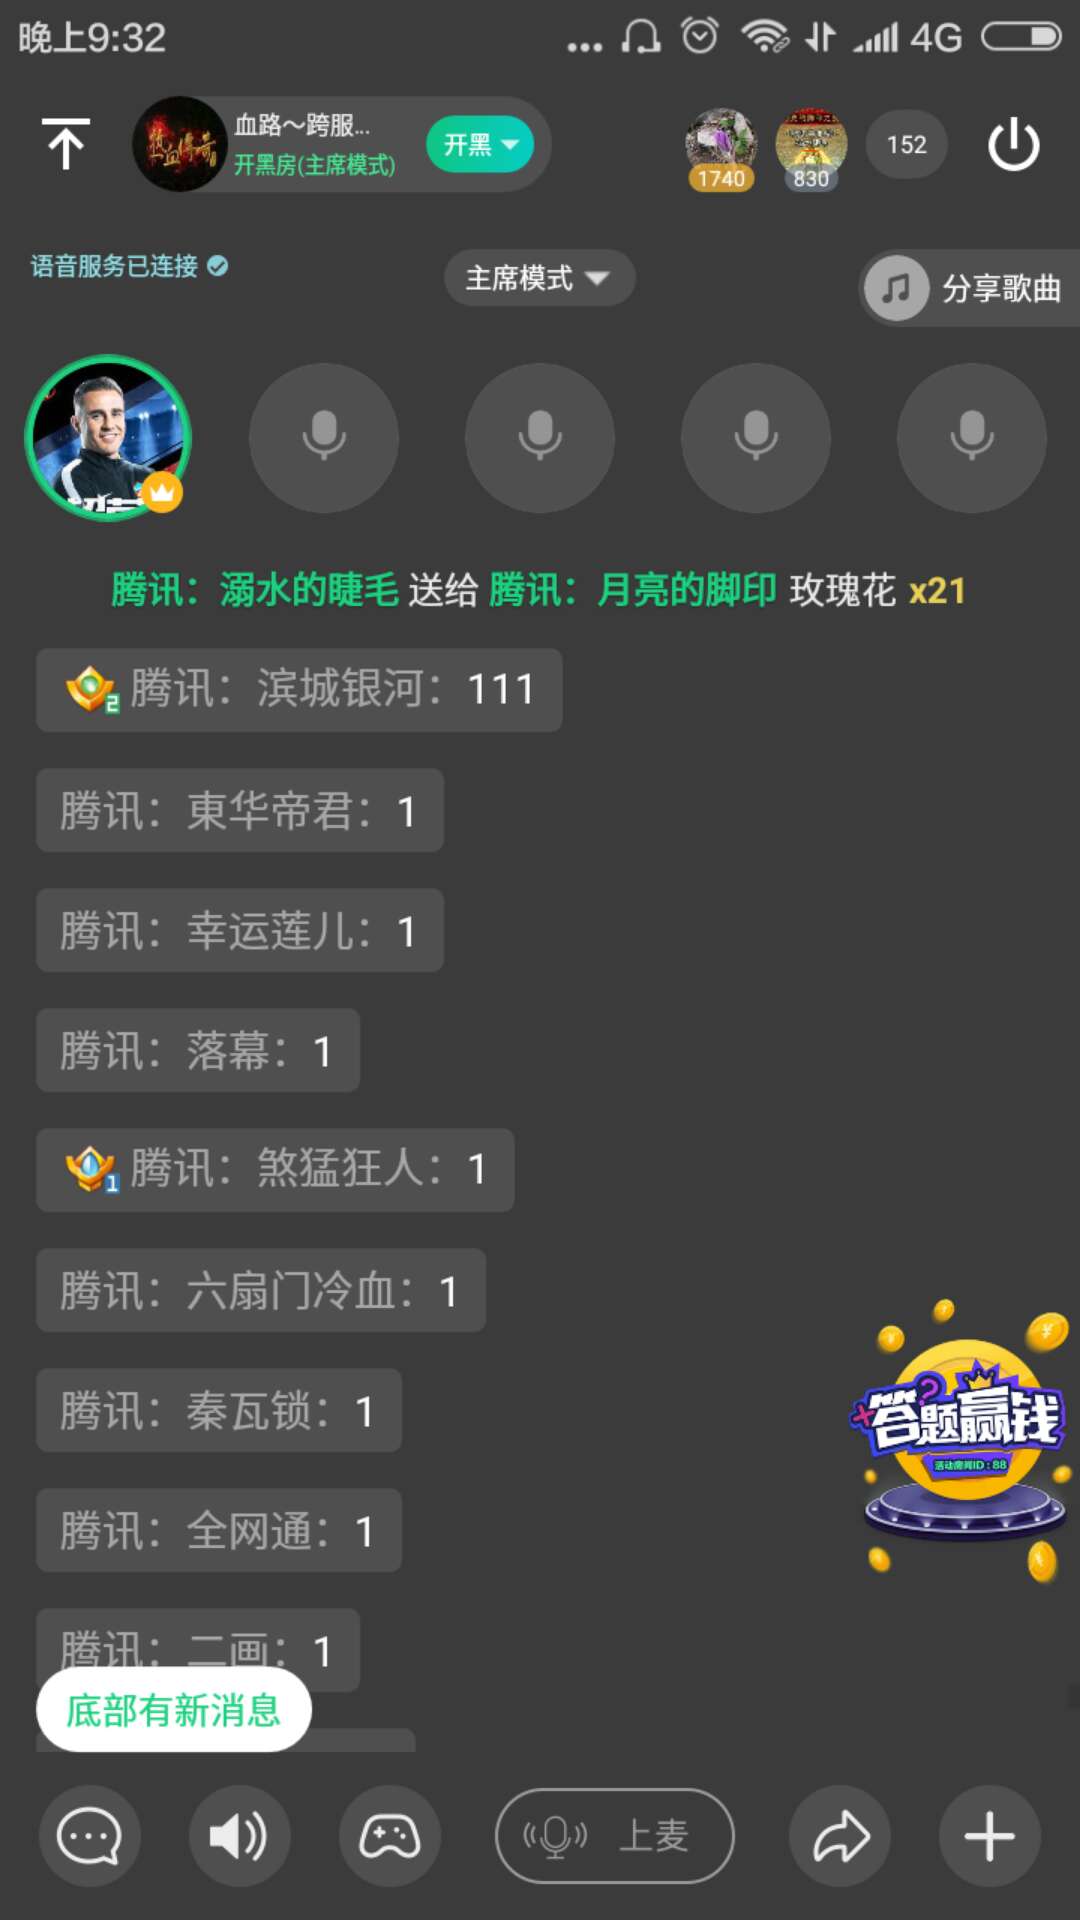 晚上9:32
4G
热血传奇
血路～跨服...
开黑房(主席模式)
开黑
1740
830
152
语音服务已连接
主席模式
分享歌曲
腾讯：溺水的睫毛 送给 腾讯：月亮的脚印 玫瑰花 x21
2 腾讯：滨城银河：111
腾讯：東华帝君：1
腾讯：幸运莲儿：1
腾讯：落幕：1
1 腾讯：煞猛狂人：1
腾讯：六扇门冷血：1
腾讯：秦瓦锁：1
答题赢钱
活动房间ID:88
腾讯：全网通：1
腾讯：二画：1
底部有新消息
上麦